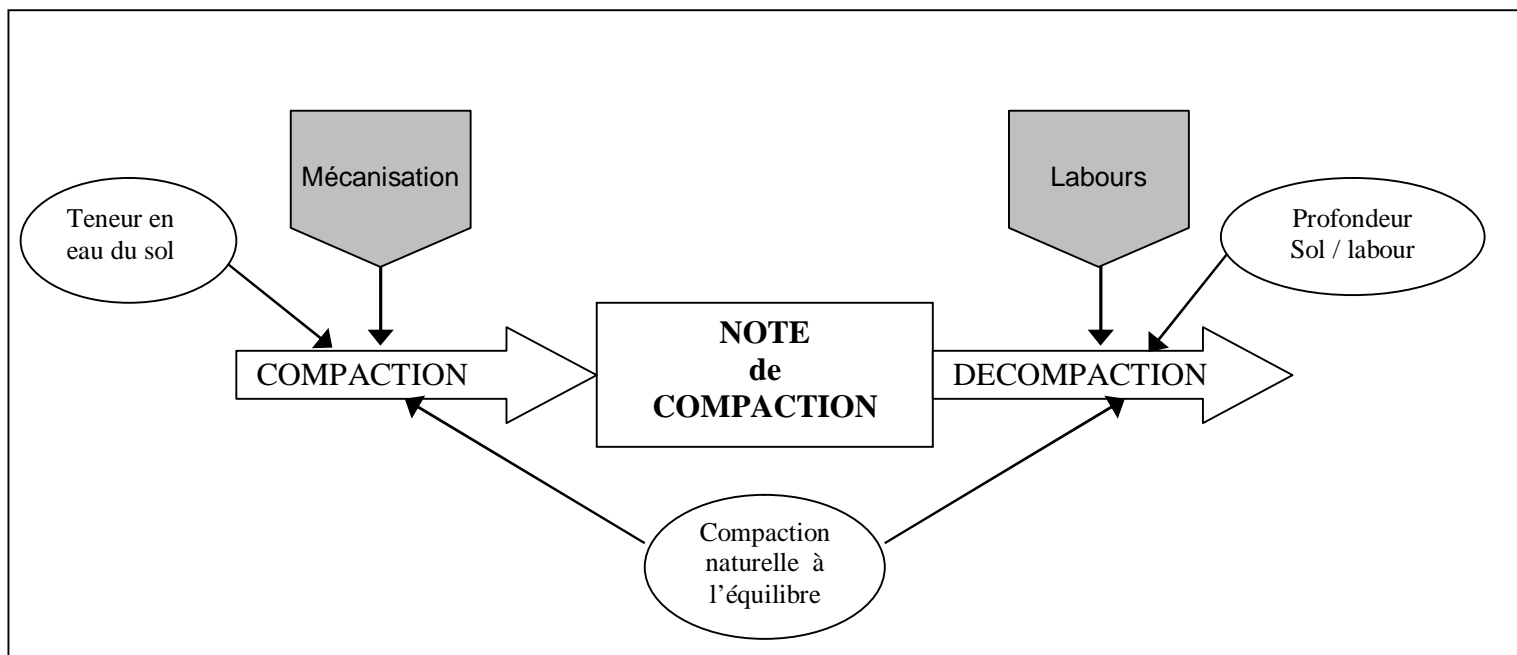 Mécanisation
Labours
Teneur en
eau du sol
Profondeur
Sol / labour
COMPACTION
NOTE
de
COMPACTION
DECOMPACTION
Compaction
naturelle à
l’équilibre